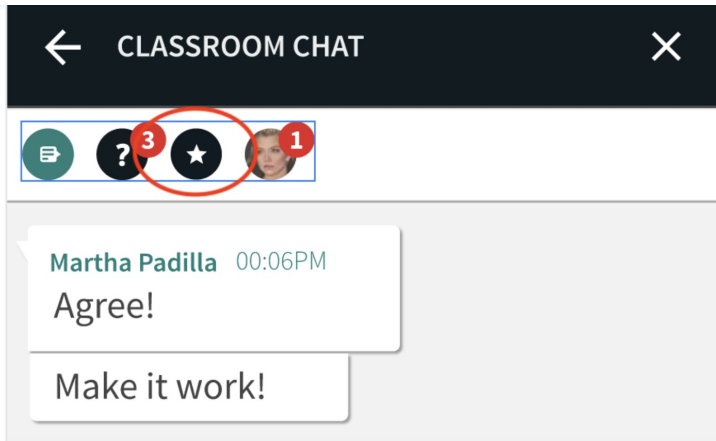 CLASSROOM CHAT
? 3 1
Martha Padilla 00:06PM
Agree!
Make it work!